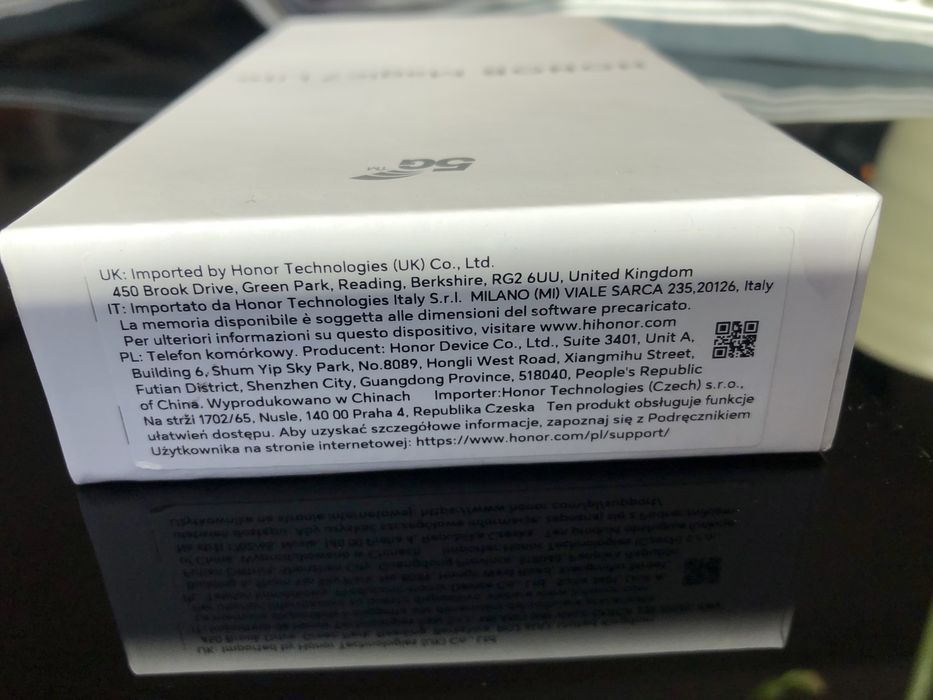 HONOR Magic7 Lite
5G™
UK: Imported by Honor Technologies (UK) Co., Ltd.
450 Brook Drive, Green Park, Reading, Berkshire, RG2 6UU, United Kingdom
IT: Importato da Honor Technologies Italy S.r.l. MILANO (MI) VIALE SARCA 235,20126, Italy
La memoria disponibile è soggetta alle dimensioni del software precaricato.
Per ulteriori informazioni su questo dispositivo, visitare www.hihonor.com
PL: Telefon komórkowy. Producent: Honor Device Co., Ltd., Suite 3401, Unit A,
Building 6, Shum Yip Sky Park, No.8089, Hongli West Road, Xiangmihu Street,
Futian District, Shenzhen City, Guangdong Province, 518040, People's Republic
of China. Wyprodukowano w Chinach Importer:Honor Technologies (Czech) s.r.o.,
Na strži 1702/65, Nusle, 140 00 Praha 4, Republika Czeska Ten produkt obsługuje funkcje
ułatwień dostępu. Aby uzyskać szczegółowe informacje, zapoznaj się z Podręcznikiem
Użytkownika na stronie internetowej: https://www.honor.com/pl/support/